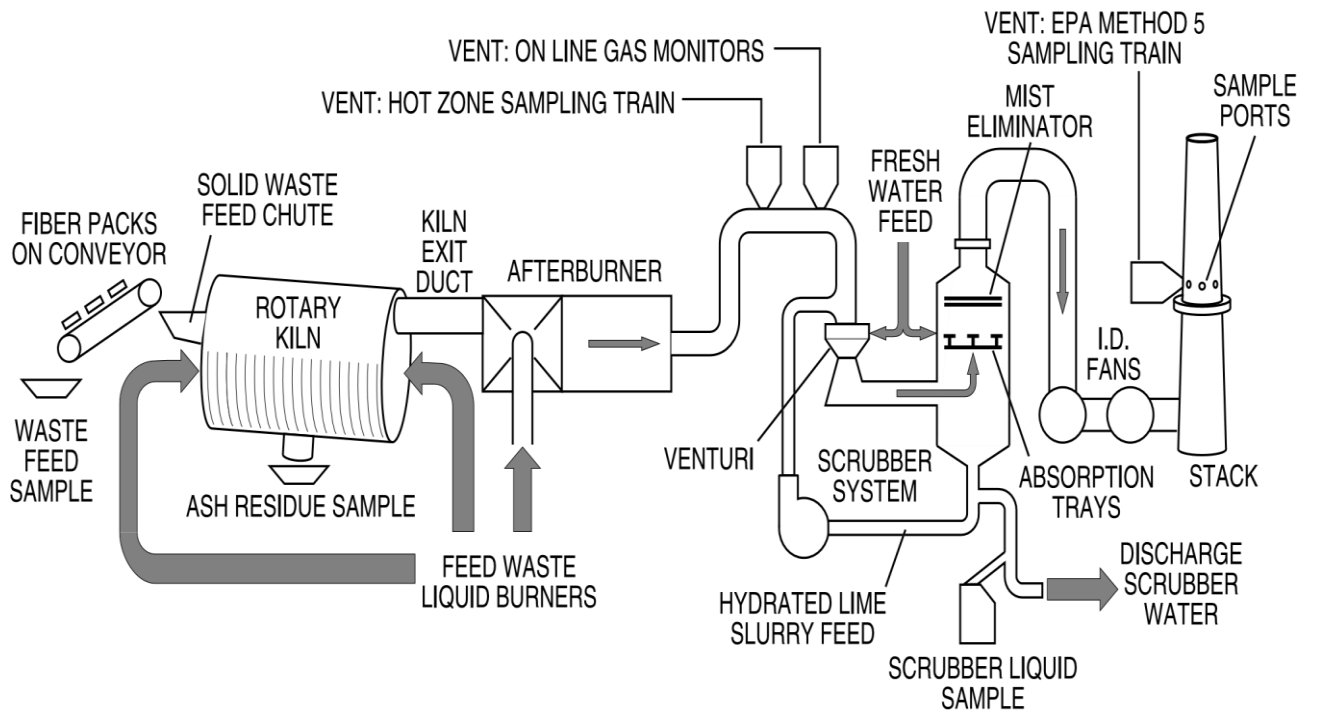 VENT: EPA METHOD 5
SAMPLING TRAIN
VENT: ON LINE GAS MONITORS
VENT: HOT ZONE SAMPLING TRAIN
SAMPLE
PORTS
MIST
ELIMINATOR
FRESH
WATER
FEED
SOLID WASTE
FEED CHUTE
FIBER PACKS
ON CONVEYOR
KILN
EXIT
DUCT
AFTERBURNER
ROTARY
KILN
I.D.
FANS
WASTE
FEED
SAMPLE
ASH RESIDUE SAMPLE
VENTURI
SCRUBBER
SYSTEM
ABSORPTION
TRAYS
STACK
FEED WASTE
LIQUID BURNERS
HYDRATED LIME
SLURRY FEED
DISCHARGE
SCRUBBER
WATER
SCRUBBER LIQUID
SAMPLE